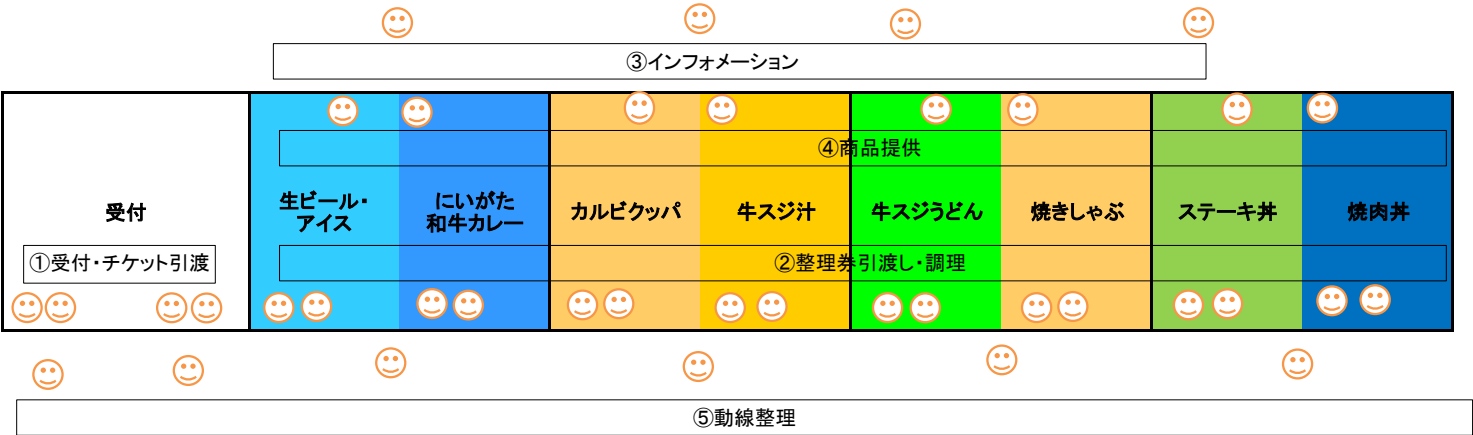 ③インフォメーション
④商品提供
受付
生ビール・
アイス
にいがた
和牛カレー
カルビクッパ
牛スジ汁
牛スジうどん
焼きしゃぶ
ステーキ丼
焼肉丼
①受付・チケット引渡
②整理券引渡し・調理
⑤動線整理